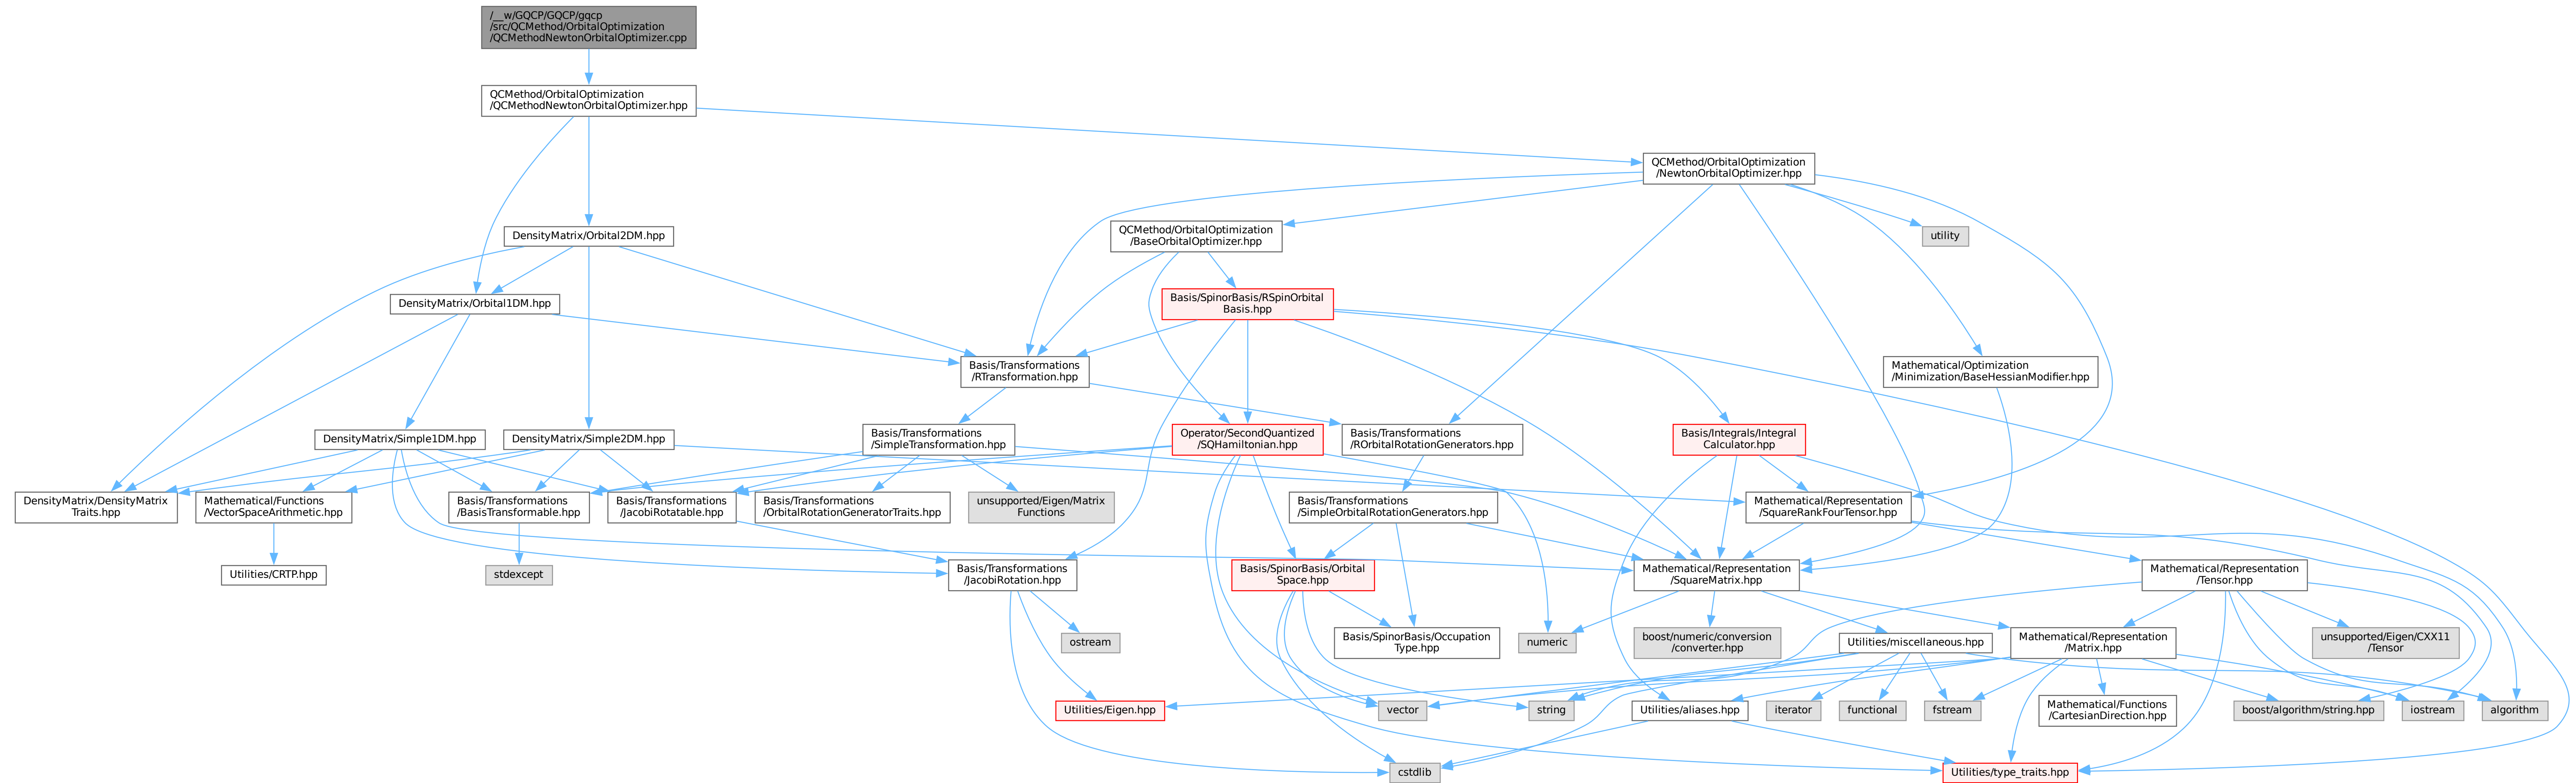 /__w/GQCP/GQCP/gqcp
/src/QCMethod/OrbitalOptimization
/QCMethodNewtonOrbitalOptimizer.cpp
QCMethod/OrbitalOptimization
/QCMethodNewtonOrbitalOptimizer.hpp
QCMethod/OrbitalOptimization
/NewtonOrbitalOptimizer.hpp
DensityMatrix/Orbital2DM.hpp
QCMethod/OrbitalOptimization
/BaseOrbitalOptimizer.hpp
utility
DensityMatrix/Orbital1DM.hpp
Basis/SpinorBasis/RSpinOrbital
Basis.hpp
Basis/Transformations
/RTransformation.hpp
Mathematical/Optimization
/Minimization/BaseHessianModifier.hpp
DensityMatrix/Simple1DM.hpp
DensityMatrix/Simple2DM.hpp
Basis/Transformations
/SimpleTransformation.hpp
Operator/SecondQuantized
/SQHamiltonian.hpp
Basis/Transformations
/ROrbitalRotationGenerators.hpp
Basis/Integrals/Integral
Calculator.hpp
DensityMatrix/DensityMatrix
Traits.hpp
Mathematical/Functions
/VectorSpaceArithmetic.hpp
Basis/Transformations
/BasisTransformable.hpp
Basis/Transformations
/JacobiRotatable.hpp
Basis/Transformations
/OrbitalRotationGeneratorTraits.hpp
unsupported/Eigen/Matrix
Functions
Basis/Transformations
/SimpleOrbitalRotationGenerators.hpp
Mathematical/Representation
/SquareRankFourTensor.hpp
Utilities/CRTP.hpp
stdexcept
Basis/Transformations
/JacobiRotation.hpp
Basis/SpinorBasis/Orbital
Space.hpp
Mathematical/Representation
/SquareMatrix.hpp
Mathematical/Representation
/Tensor.hpp
ostream
Basis/SpinorBasis/Occupation
Type.hpp
numeric
boost/numeric/conversion
/converter.hpp
Utilities/miscellaneous.hpp
Mathematical/Representation
/Matrix.hpp
unsupported/Eigen/CXX11
/Tensor
Utilities/Eigen.hpp
vector
string
Utilities/aliases.hpp
iterator
functional
fstream
Mathematical/Functions
/CartesianDirection.hpp
boost/algorithm/string.hpp
iostream
algorithm
cstdlib
Utilities/type_traits.hpp